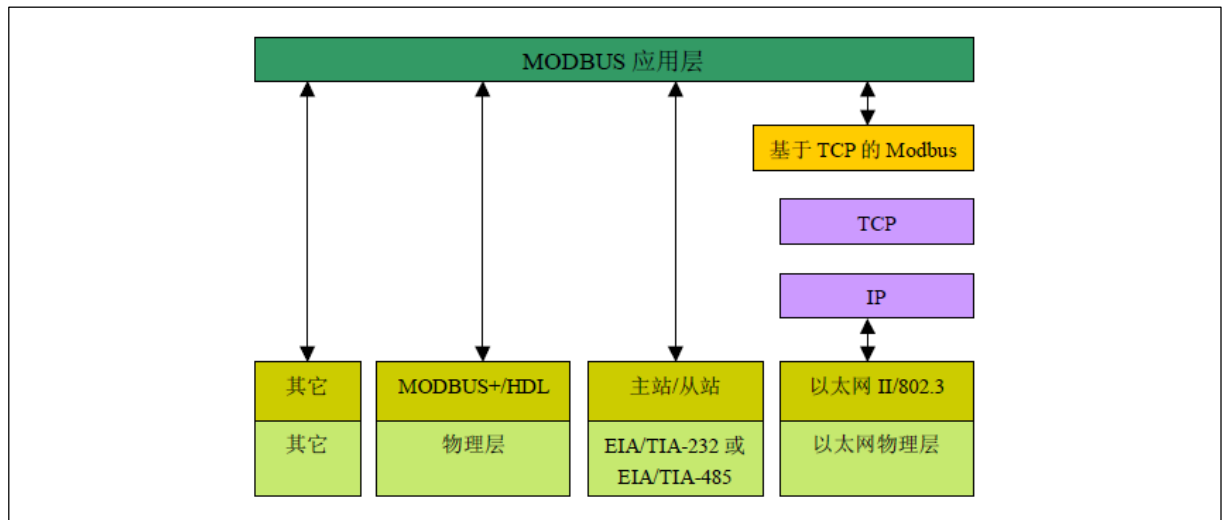 MODBUS 应用层
基于 TCP 的 Modbus
TCP
IP
其它
MODBUS+/HDL
主站/从站
以太网 II/802.3
其它
物理层
EIA/TIA-232 或
EIA/TIA-485
以太网物理层